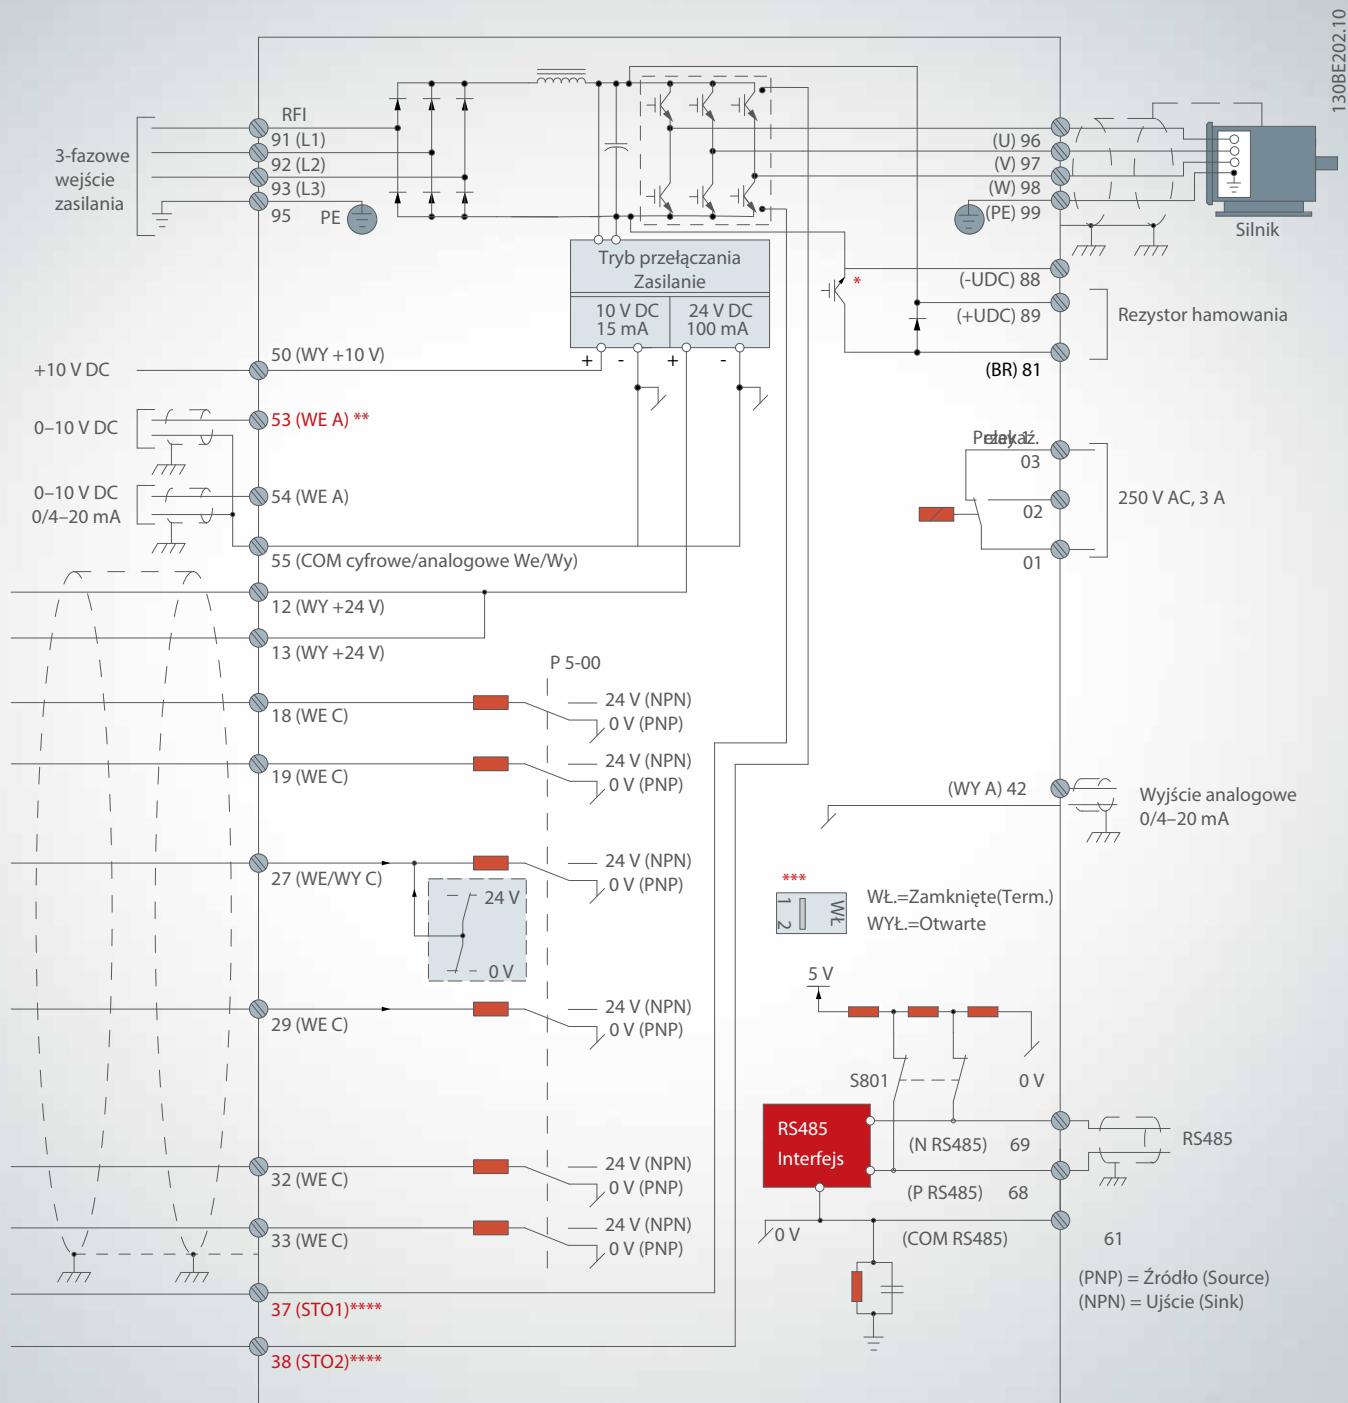 130BE202.10
3-fazowe
wejście
zasilania
RFI
91 (L1)
92 (L2)
93 (L3)
95
PE
(U) 96
(V) 97
(W) 98
(PE) 99
Silnik
Tryb przełączania
Zasilanie
10 V DC
15 mA
24 V DC
100 mA
+
-
+
-
*
(-UDC) 88
(+UDC) 89
(BR) 81
Rezystor hamowania
+10 V DC
50 (WY +10 V)
0–10 V DC
53 (WE A) **
0–10 V DC
0/4–20 mA
54 (WE A)
55 (COM cyfrowe/analogowe We/Wy)
12 (WY +24 V)
13 (WY +24 V)
03
02
01
250 V AC, 3 A
P 5-00
18 (WE C)
24 V (NPN)
0 V (PNP)
19 (WE C)
24 V (NPN)
0 V (PNP)
27 (WE/WY C)
24 V (NPN)
0 V (PNP)
24 V
0 V
29 (WE C)
24 V (NPN)
0 V (PNP)
32 (WE C)
24 V (NPN)
0 V (PNP)
33 (WE C)
24 V (NPN)
0 V (PNP)
37 (STO1)****
38 (STO2)****
(WY A) 42
Wyjście analogowe
0/4–20 mA
***
1
2
WŁ
WŁ.=Zamknięte(Term.)
WYŁ.=Otwarte
5 V
S801
0 V
RS485
Interfejs
(N RS485) 69
(P RS485) 68
RS485
0 V
(COM RS485)
61
(PNP) = Źródło (Source)
(NPN) = Ujście (Sink)